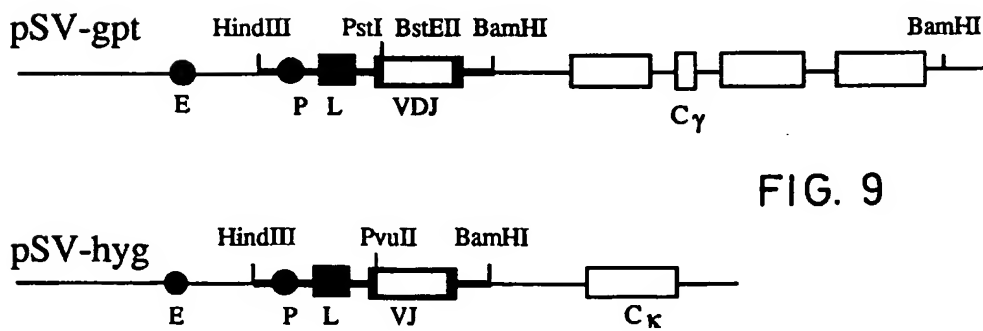 pSV-gpt
HindIII PstI BstEII BamHI BamHI
E P L VDJ Cγ
FIG. 9
pSV-hyg
HindIII PvuII BamHI
E P L VJ Cκ